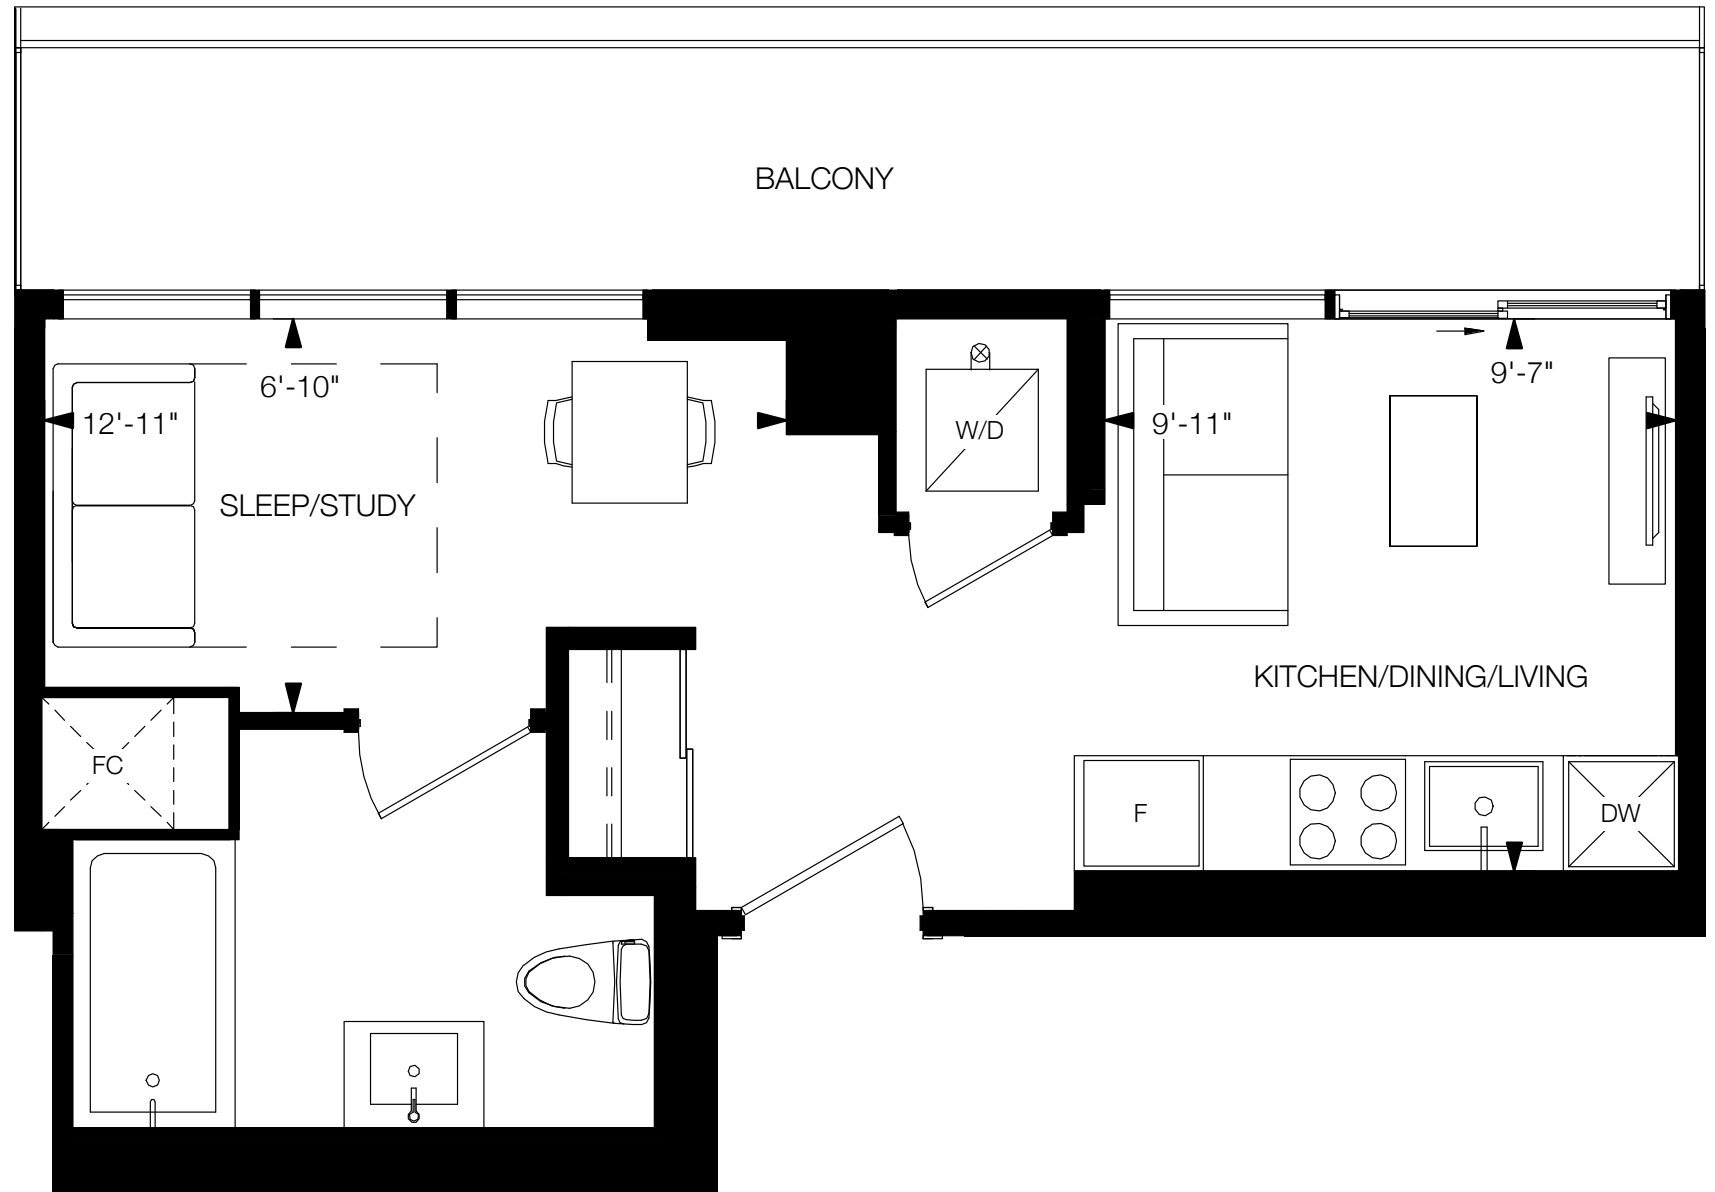 BALCONY
6'-10"
9'-7"
12'-11"
W/D
9'-11"
SLEEP/STUDY
KITCHEN/DINING/LIVING
FC
F
DW